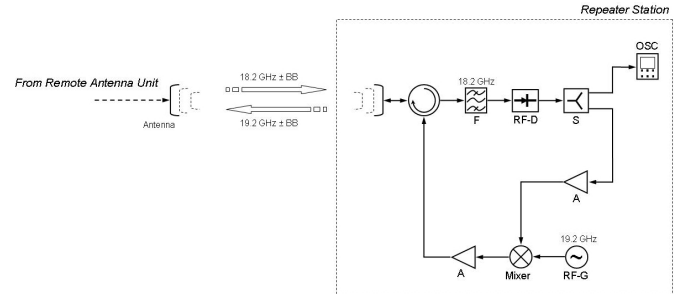 Repeater Station
OSC
18.2 GHz ± BB
18.2 GHz
From Remote Antenna Unit
Antenna
19.2 GHz ± BB
F
RF-D
S
A
19.2 GHz
A
Mixer
RF-G